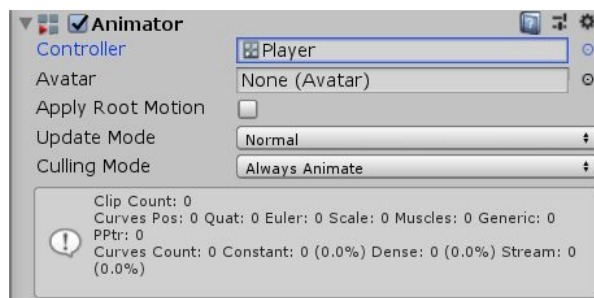 Animator
Controller Player
Avatar None (Avatar)
Apply Root Motion
Update Mode Normal
Culling Mode Always Animate
Clip Count: 0
Curves Pos: 0 Quat: 0 Euler: 0 Scale: 0 Muscles: 0 Generic: 0
PPtr: 0
Curves Count: 0 Constant: 0 (0.0%) Dense: 0 (0.0%) Stream: 0
(0.0%)